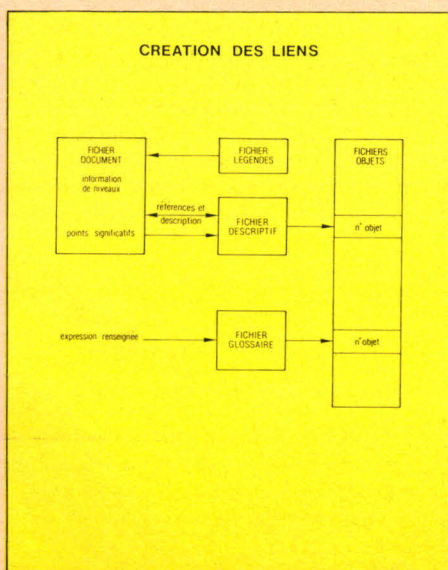 CREATION DES LIENS
FICHIER
DOCUMENT
information
de niveaux
points significatifs
FICHIER
LEGENDES
références et
description
FICHIER
DESCRIPTIF
FICHIERS
OBJETS
n° objet
expression renseignée
FICHIER
GLOSSAIRE
n° objet